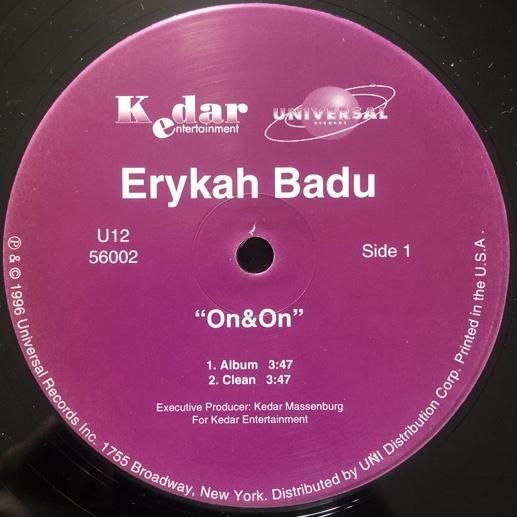 Kedar
entertainment
UNIVERSAL
RECORDS
Erykah Badu
U12
56002
Side 1
“On&On”
1. Album 3:47
2. Clean 3:47
Executive Producer: Kedar Massenburg
For Kedar Entertainment
℗ & © 1996 Universal Records Inc. 1755 Broadway, New York. Distributed by UNI Distribution Corp. Printed in the U.S.A.